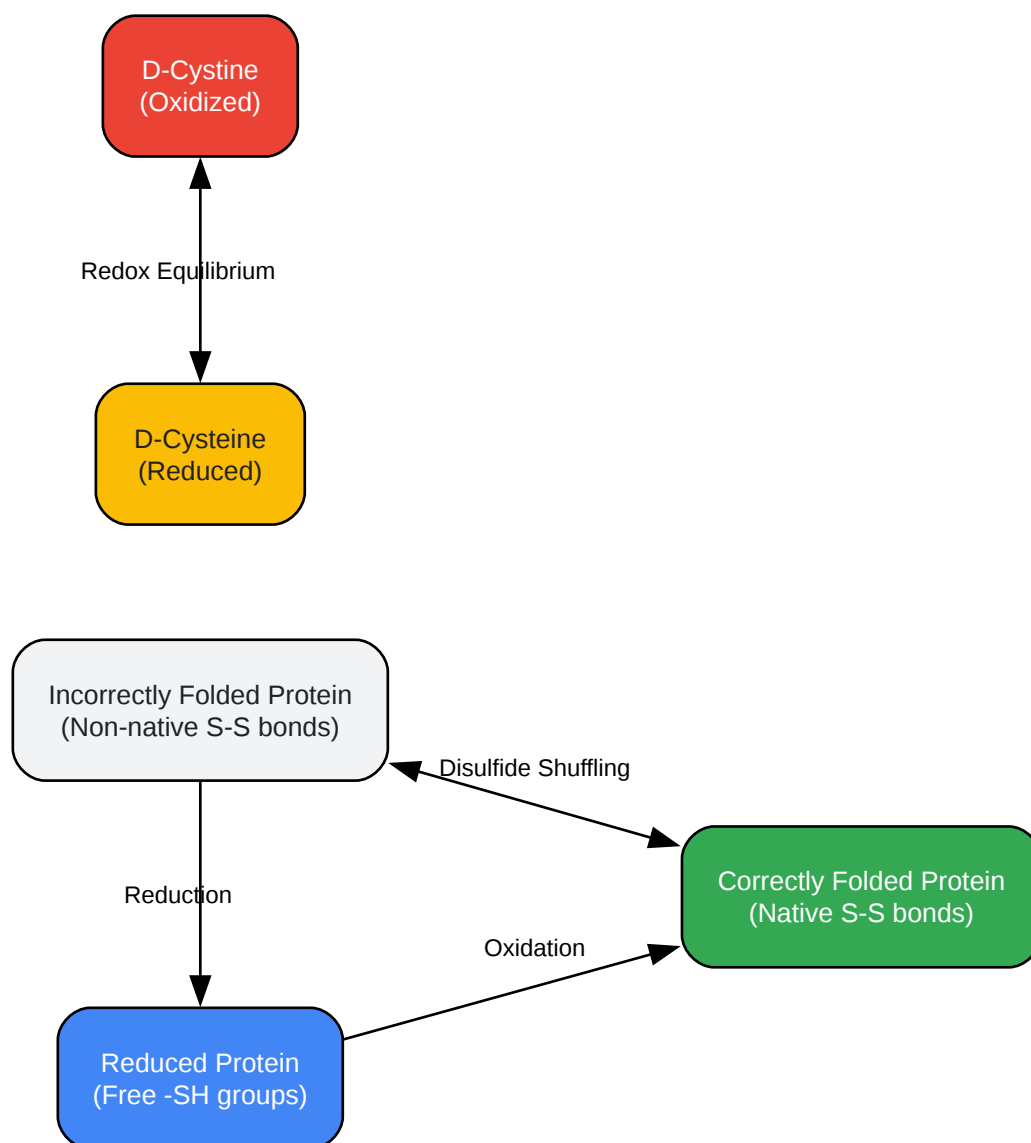 D-Cystine
(Oxidized)
Redox Equilibrium
D-Cysteine
(Reduced)
Incorrectly Folded Protein
(Non-native S-S bonds)
Disulfide Shuffling
Reduction
Correctly Folded Protein
(Native S-S bonds)
Oxidation
Reduced Protein
(Free -SH groups)